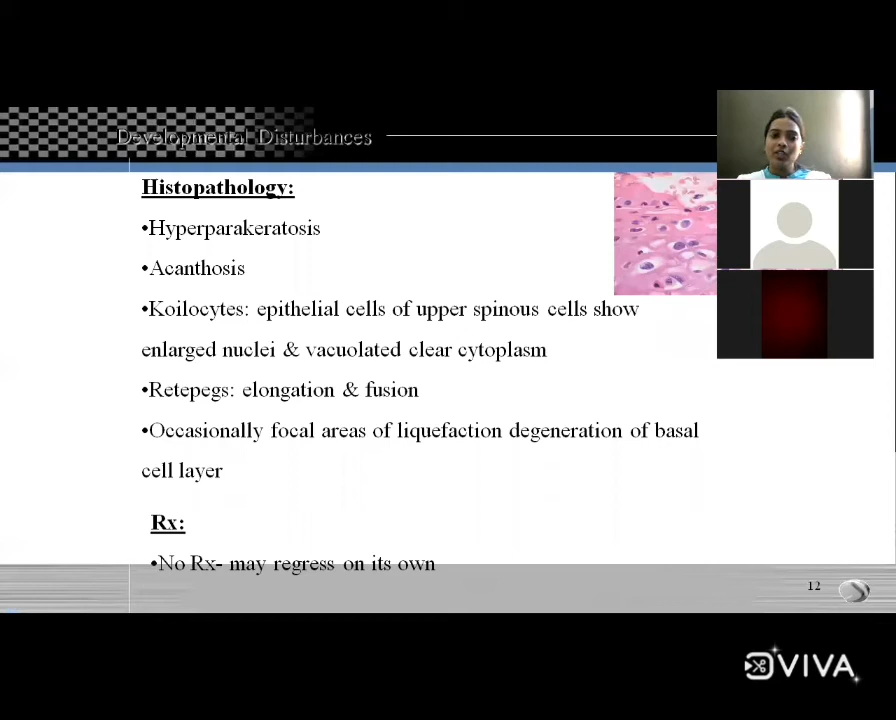 Developmental Disturbances
Histopathology:
•Hyperparakeratosis
•Acanthosis
•Koilocytes: epithelial cells of upper spinous cells show
enlarged nuclei & vacuolated clear cytoplasm
•Retepegs: elongation & fusion
•Occasionally focal areas of liquefaction degeneration of basal
cell layer
Rx:
•No Rx- may regress on its own
12
VIVA